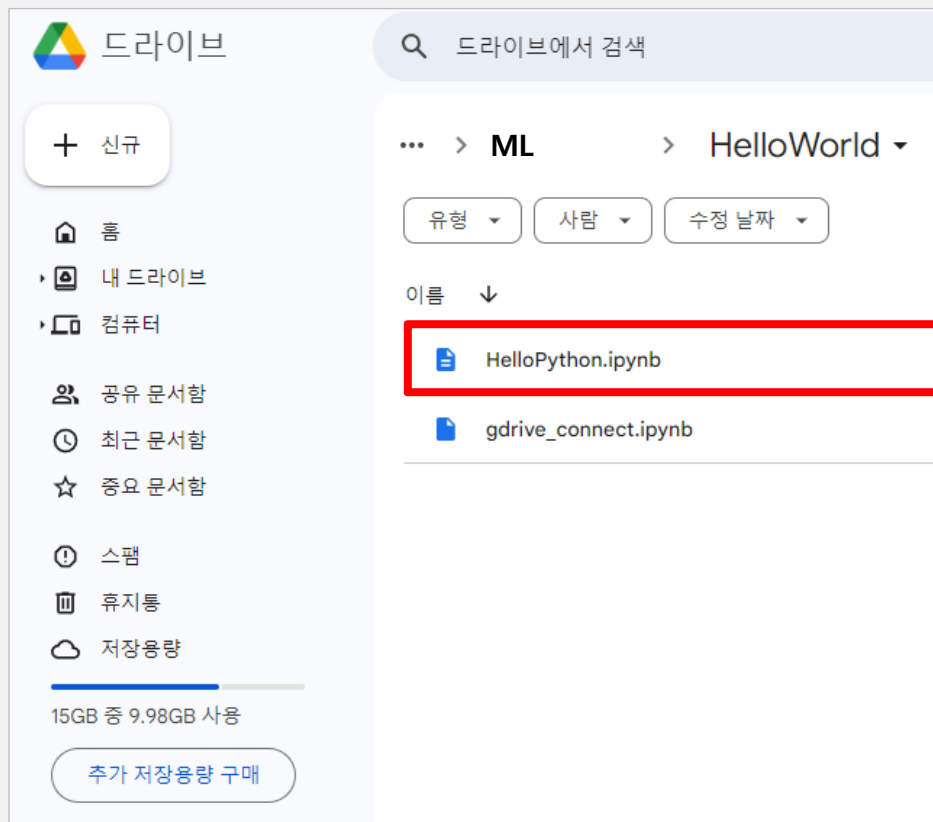 드라이브
드라이브에서 검색
신규
... > ML > HelloWorld
유형 사람 수정 날짜
홈
내 드라이브
컴퓨터
이름
HelloPython.ipynb
gdrive_connect.ipynb
공유 문서함
최근 문서함
중요 문서함
스팸
휴지통
저장용량
15GB 중 9.98GB 사용
추가 저장용량 구매